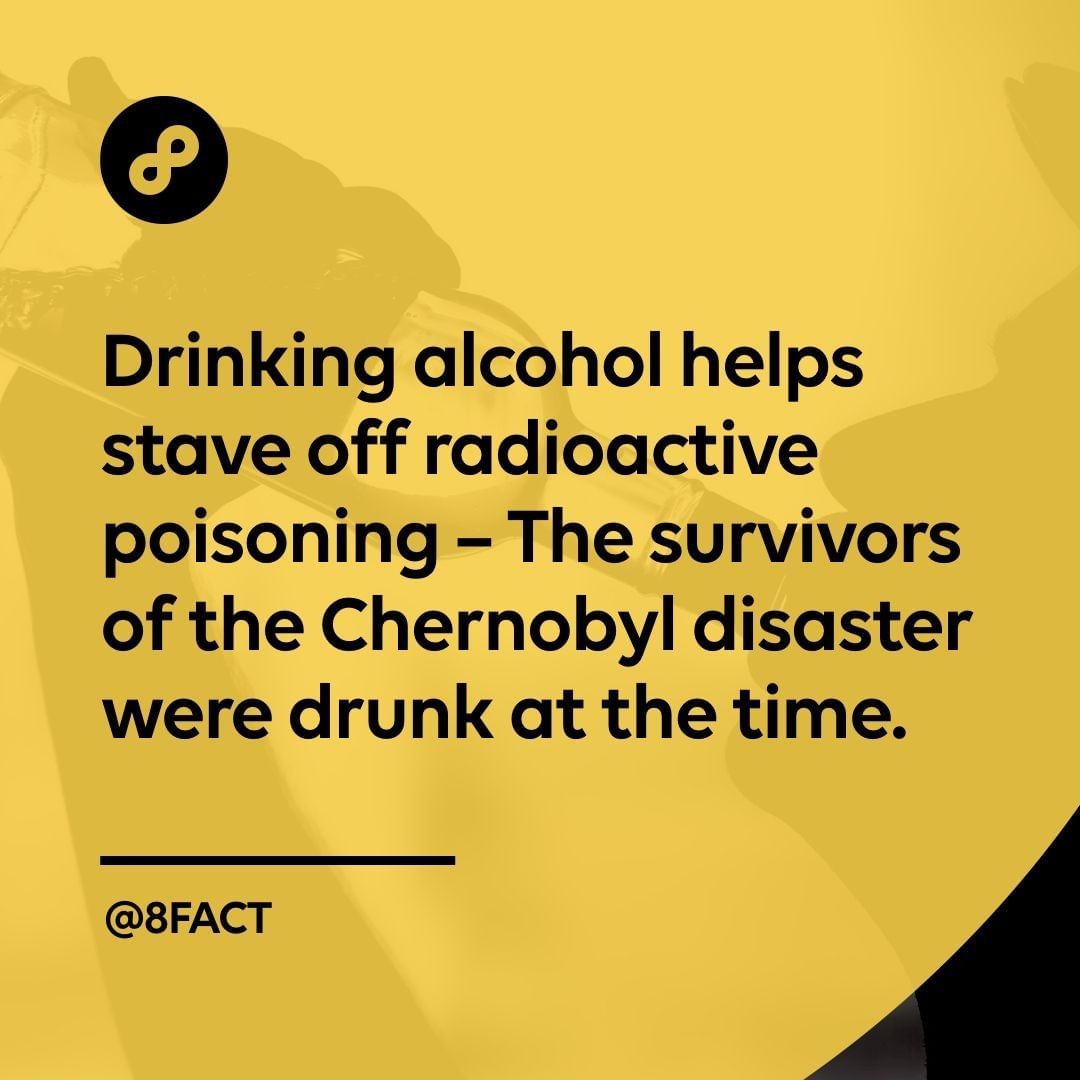 Drinking alcohol helps
stave off radioactive
poisoning – The survivors
of the Chernobyl disaster
were drunk at the time.
@8FACT